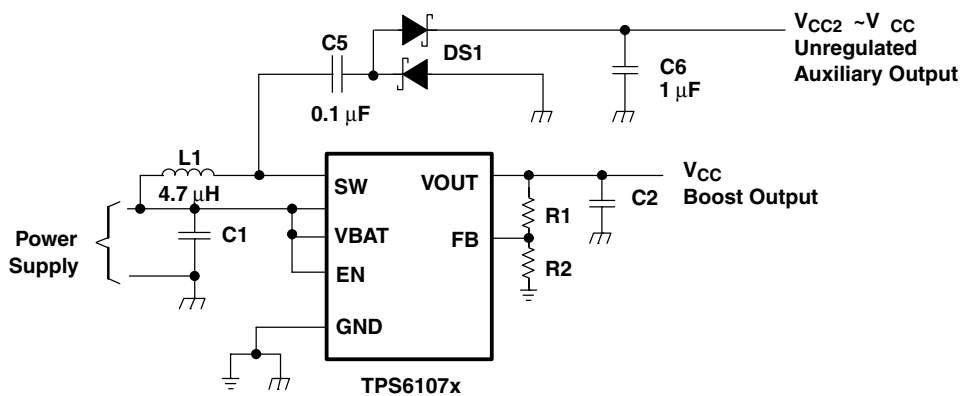 C5
0.1 µF
DS1
C6
1 µF
VCC2 ~V CC
Unregulated
Auxiliary Output
L1
4.7 µH
C1
Power
Supply
SW
VBAT
EN
GND
VOUT
FB
R1
R2
C2
VCC
Boost Output
TPS6107x